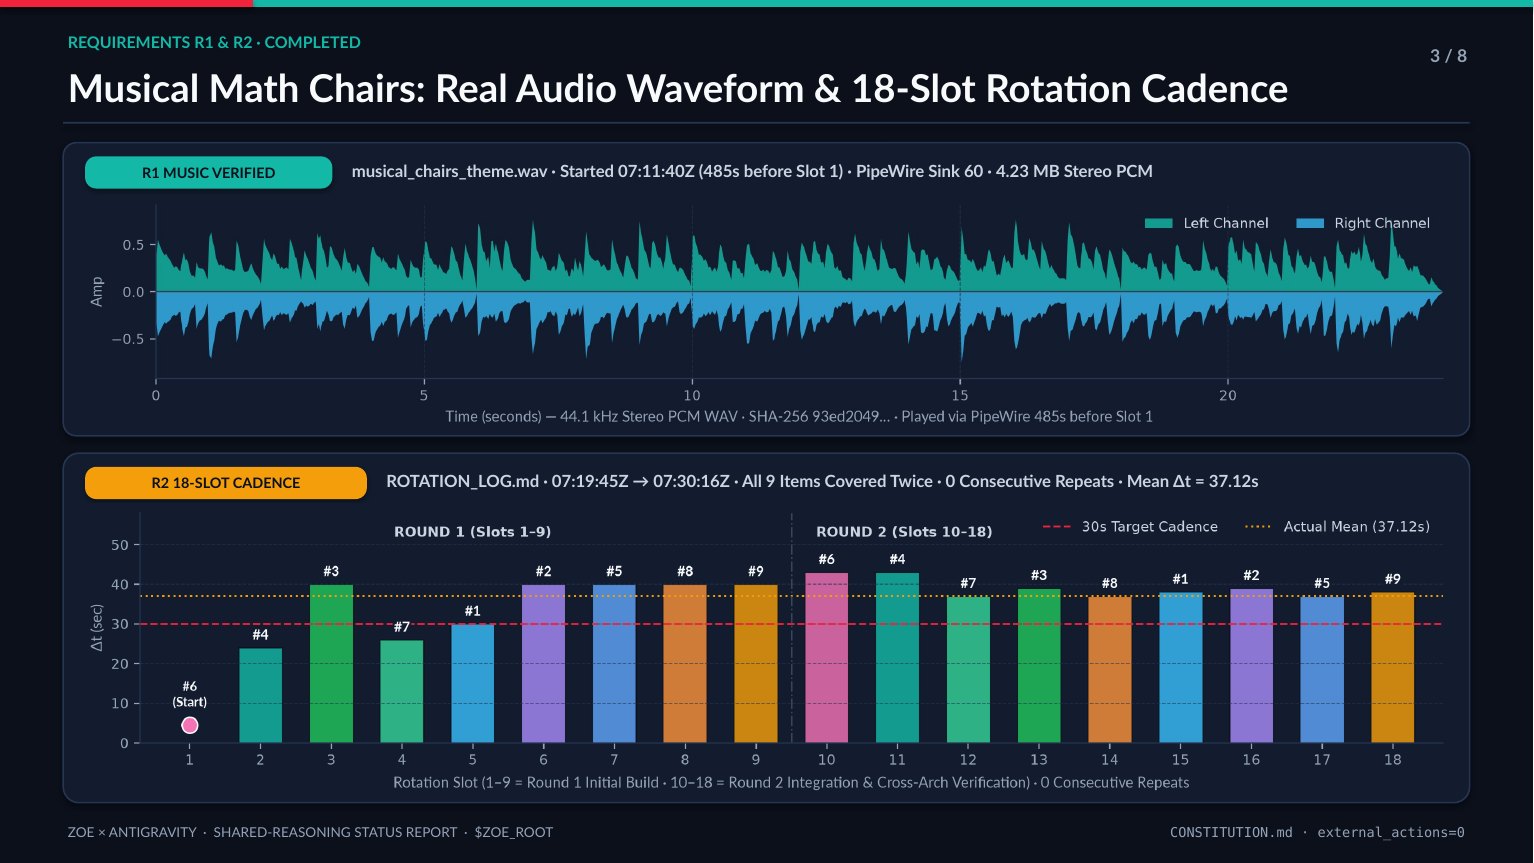 REQUIREMENTS R1 & R2 · COMPLETED
3 / 8
Musical Math Chairs: Real Audio Waveform & 18-Slot Rotation Cadence
R1 MUSIC VERIFIED
musical_chairs_theme.wav · Started 07:11:40Z (485s before Slot 1) · PipeWire Sink 60 · 4.23 MB Stereo PCM
Left Channel
Right Channel
Amp
0.5
0.0
−0.5
0 5 10 15 20
Time (seconds) — 44.1 kHz Stereo PCM WAV · SHA-256 93ed2049... · Played via PipeWire 485s before Slot 1
R2 18-SLOT CADENCE
ROTATION_LOG.md · 07:19:45Z → 07:30:16Z · All 9 Items Covered Twice · 0 Consecutive Repeats · Mean Δt = 37.12s
ROUND 1 (Slots 1–9)
ROUND 2 (Slots 10–18)
30s Target Cadence
Actual Mean (37.12s)
Δt (sec)
50
40
30
20
10
0
#6
(Start)
#4
#3
#7
#1
#2
#5
#8
#9
#6
#4
#7
#3
#8
#1
#2
#5
#9
1 2 3 4 5 6 7 8 9 10 11 12 13 14 15 16 17 18
Rotation Slot (1–9 = Round 1 Initial Build · 10–18 = Round 2 Integration & Cross-Arch Verification) · 0 Consecutive Repeats
ZOE × ANTIGRAVITY · SHARED-REASONING STATUS REPORT · $ZOE_ROOT
CONSTITUTION.md · external_actions=0